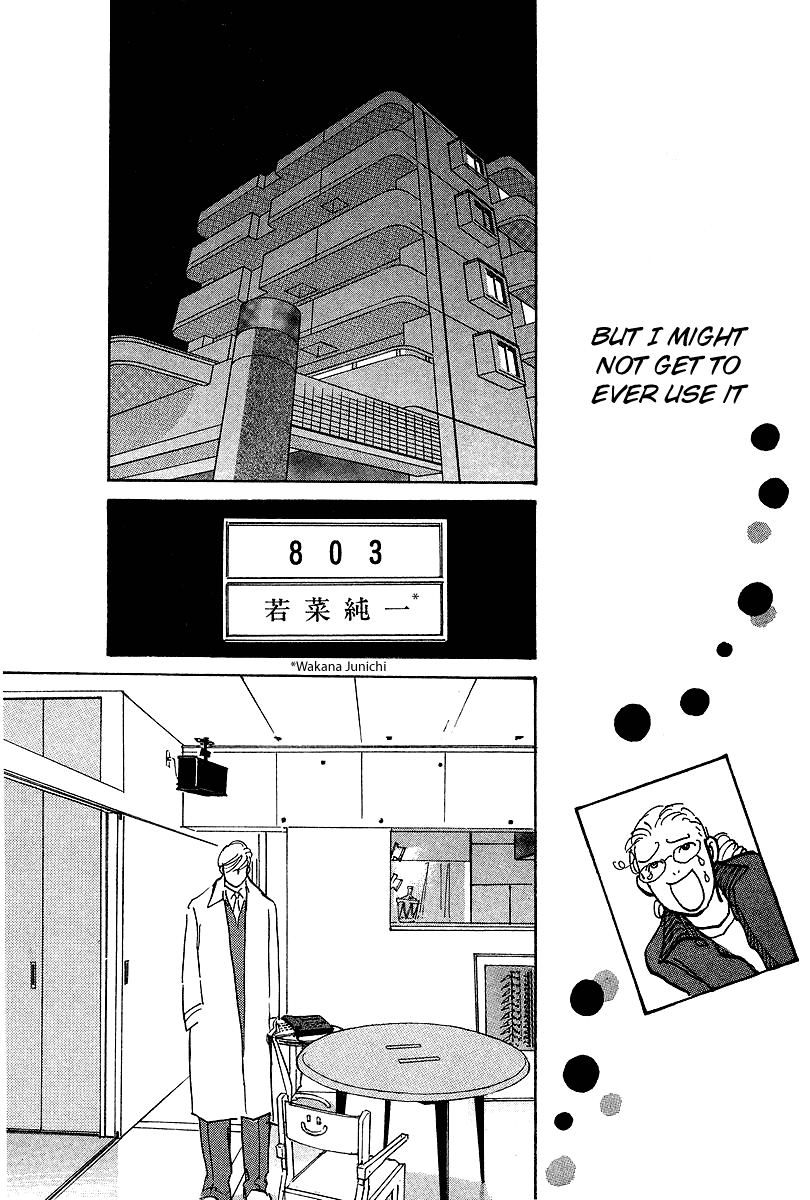 BUT I MIGHT
NOT GET TO
EVER USE IT
803
若菜純一*
*Wakana Junichi